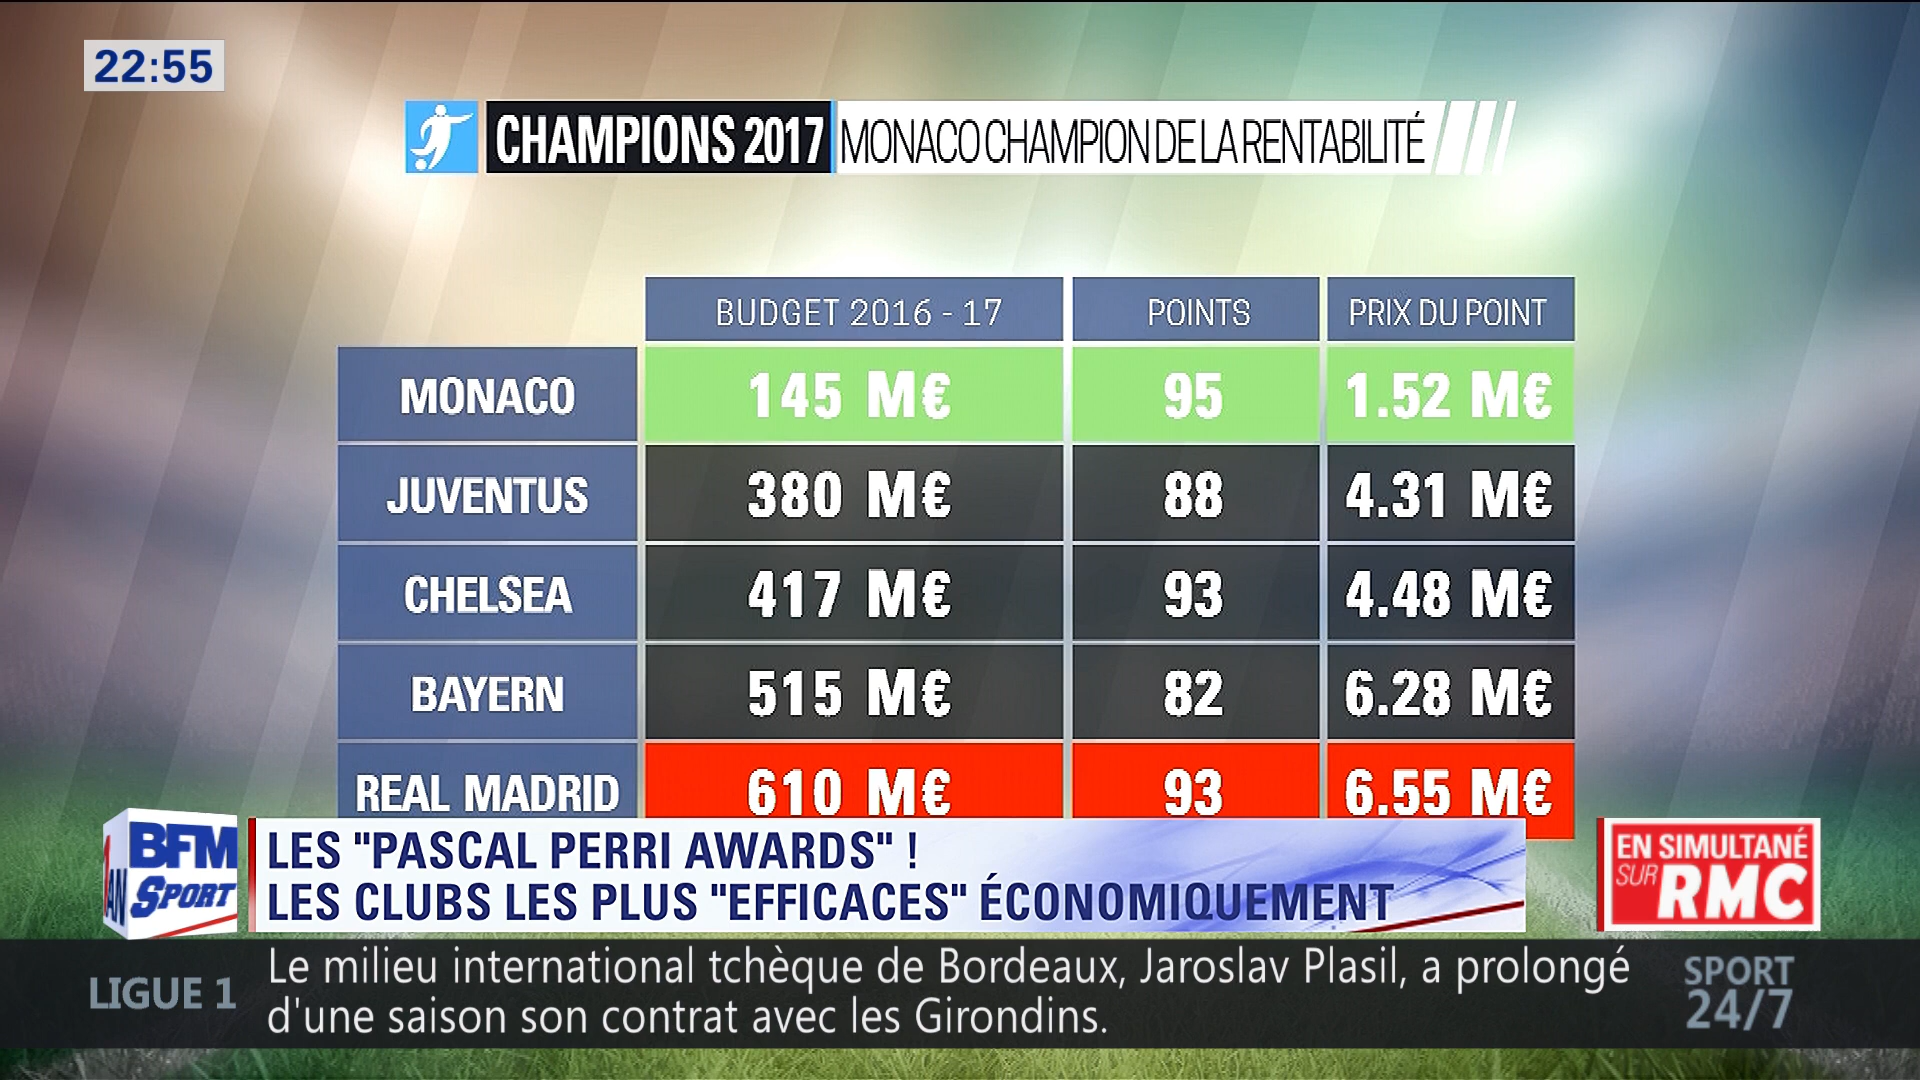 22:55
CHAMPIONS 2017 MONACO CHAMPION DE LA RENTABILITÉ
BUDGET 2016 - 17 POINTS PRIX DU POINT
MONACO 145 M€ 95 1.52 M€
JUVENTUS 380 M€ 88 4.31 M€
CHELSEA 417 M€ 93 4.48 M€
BAYERN 515 M€ 82 6.28 M€
REAL MADRID 610 M€ 93 6.55 M€
1AN
BFM
SPORT
LES "PASCAL PERRI AWARDS" !
LES CLUBS LES PLUS "EFFICACES" ÉCONOMIQUEMENT
EN SIMULTANÉ
SUR RMC
LIGUE 1
Le milieu international tchèque de Bordeaux, Jaroslav Plasil, a prolongé
d'une saison son contrat avec les Girondins.
SPORT
24/7